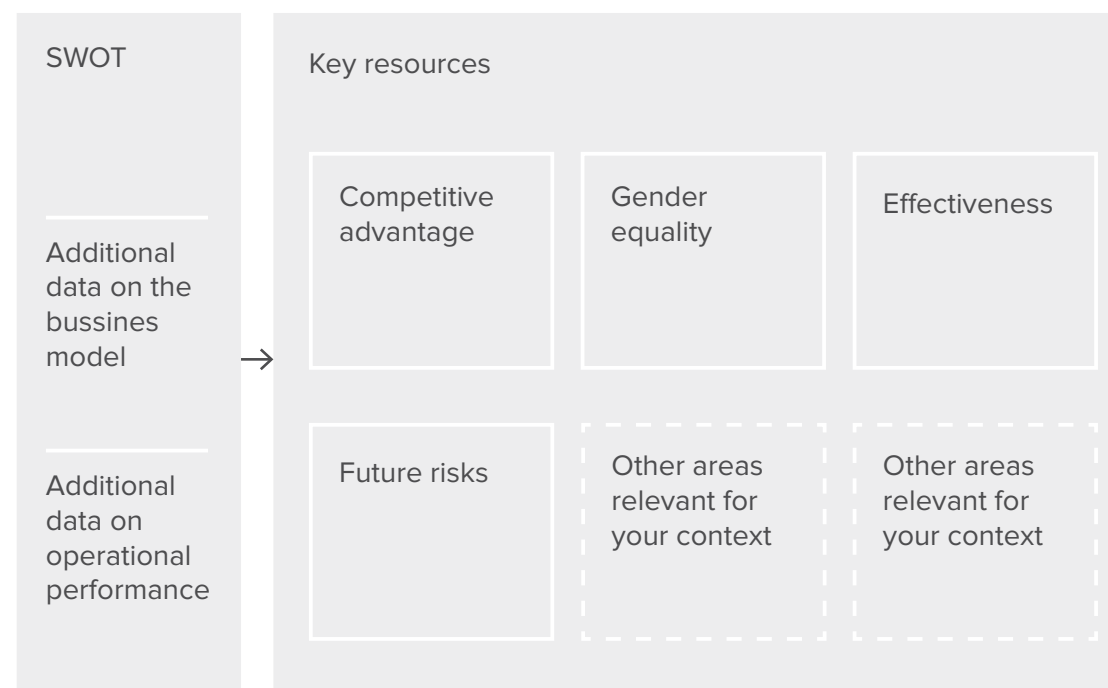 SWOT
Additional
data on the
bussines
model
Additional
data on
operational
performance
Key resources
Competitive
advantage
Gender
equality
Effectiveness
Future risks
Other areas
relevant for
your context
Other areas
relevant for
your context